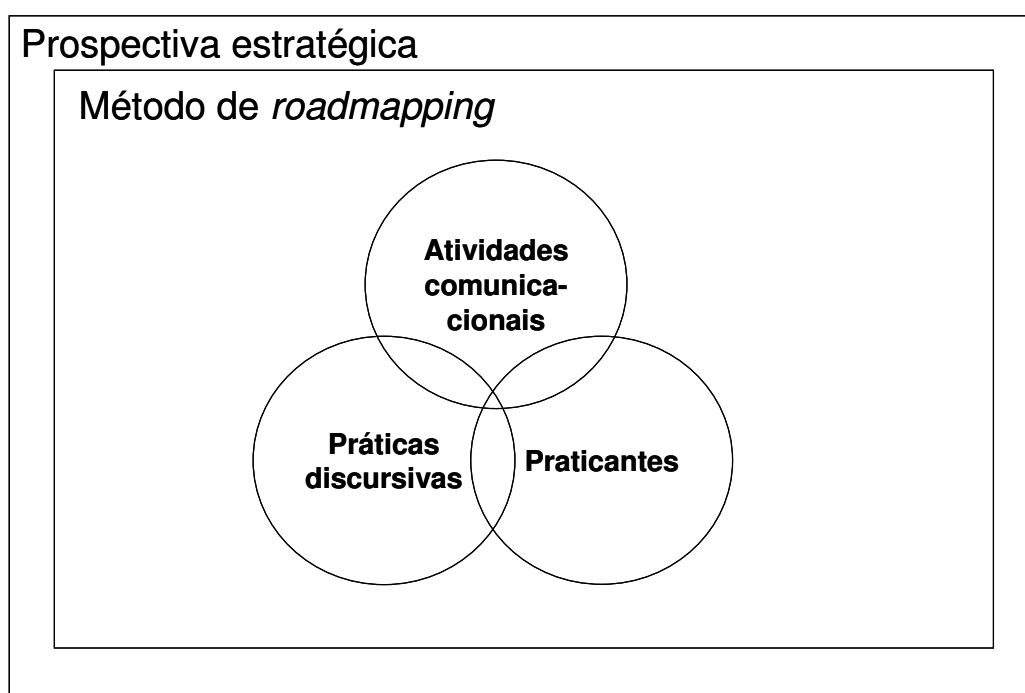 Prospectiva estratégica
Método de roadmapping
Atividades
comunica-
cionais
Práticas
discursivas
Praticantes